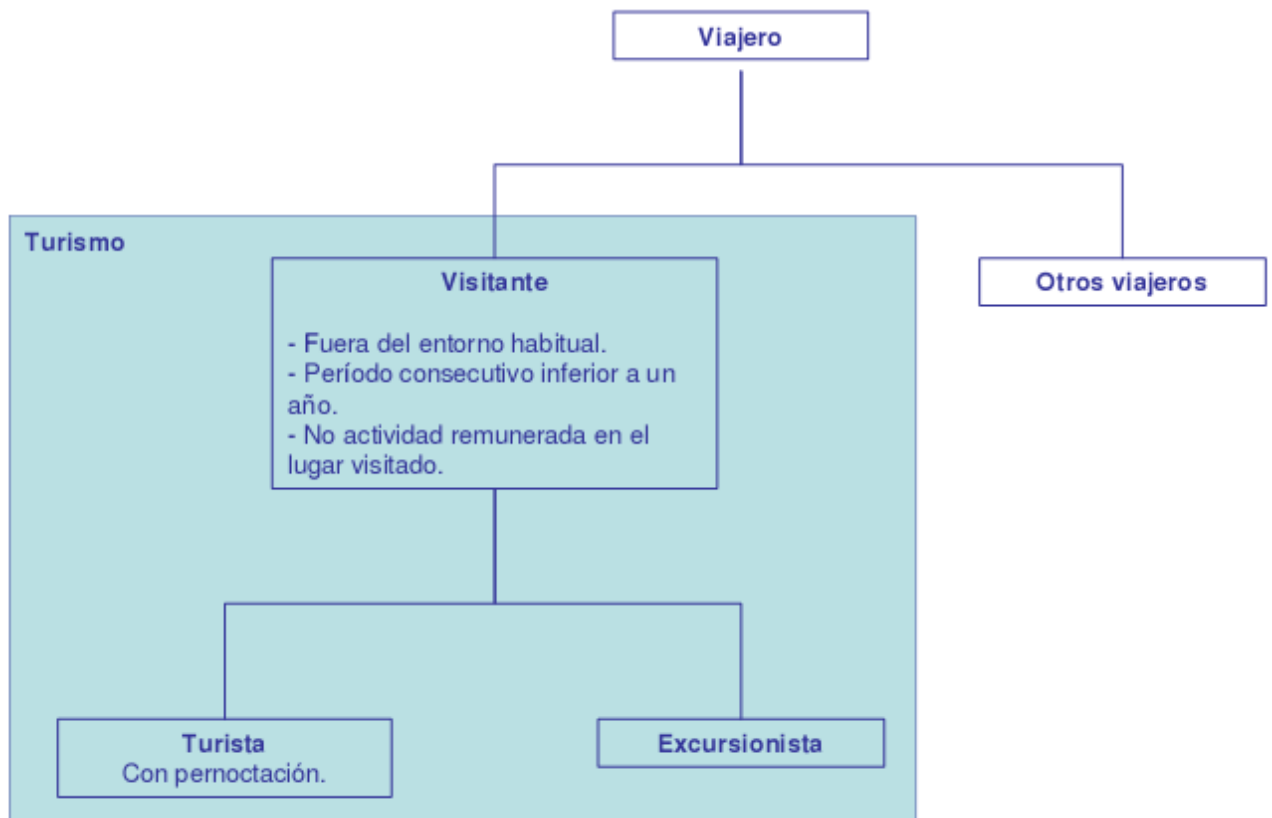 Viajero
Turismo
Visitante
- Fuera del entorno habitual.
- Período consecutivo inferior a un
año.
- No actividad remunerada en el
lugar visitado.
Otros viajeros
Turista
Con pernoctación.
Excursionista